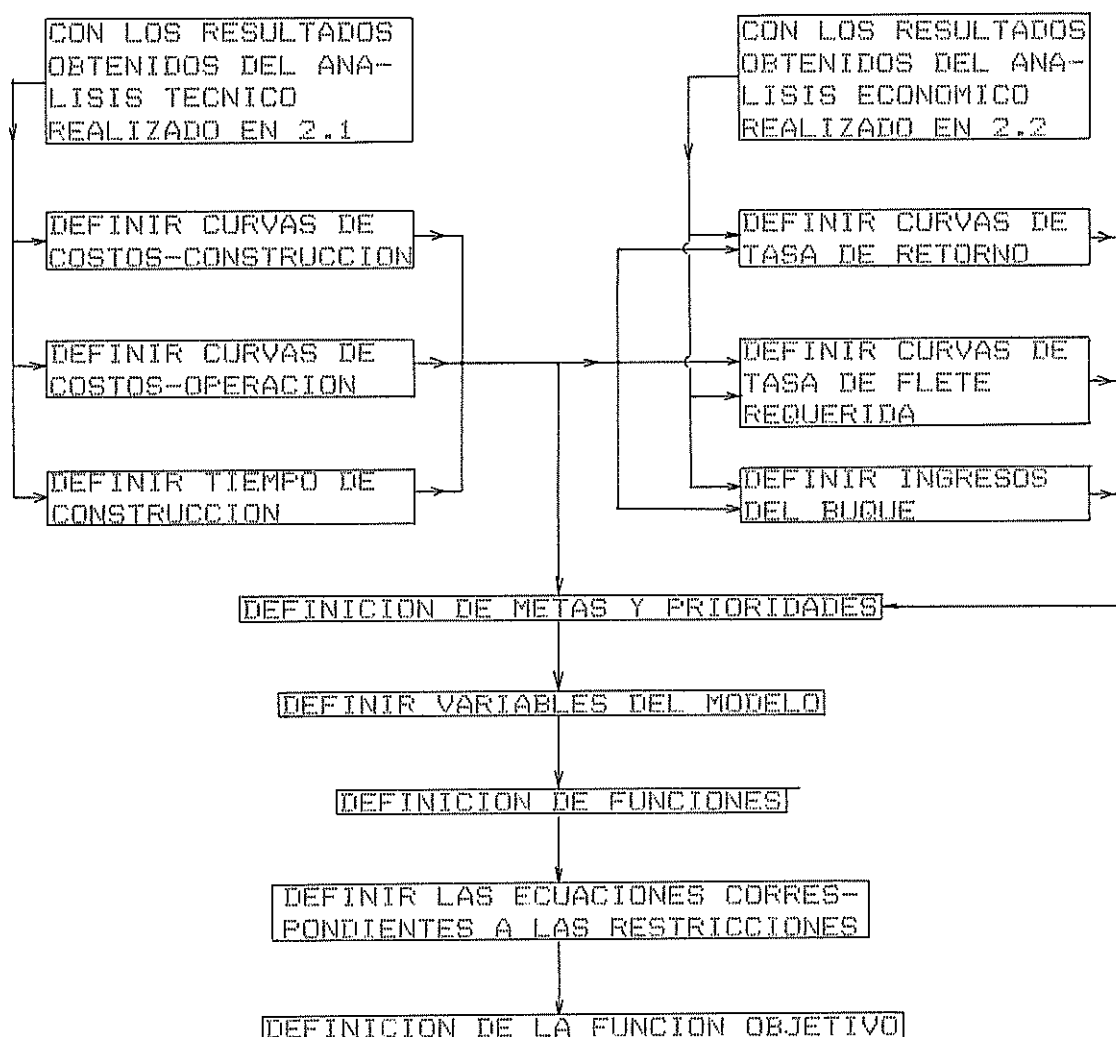 CON LOS RESULTADOS
OBTENIDOS DEL ANA-
LISIS TECNICO
REALIZADO EN 2.1
CON LOS RESULTADOS
OBTENIDOS DEL ANA-
LISIS ECONOMICO
REALIZADO EN 2.2
DEFINIR CURVAS DE
COSTOS-CONSTRUCCION
DEFINIR CURVAS DE
TASA DE RETORNO
DEFINIR CURVAS DE
COSTOS-OPERACION
DEFINIR CURVAS DE
TASA DE FLETE
REQUERIDA
DEFINIR TIEMPO DE
CONSTRUCCION
DEFINIR INGRESOS
DEL BUQUE
DEFINICION DE METAS Y PRIORIDADES
DEFINIR VARIABLES DEL MODELO
DEFINICION DE FUNCIONES
DEFINIR LAS ECUACIONES CORRES-
PONDIENTES A LAS RESTRICCIONES
DEFINICION DE LA FUNCION OBJETIVO